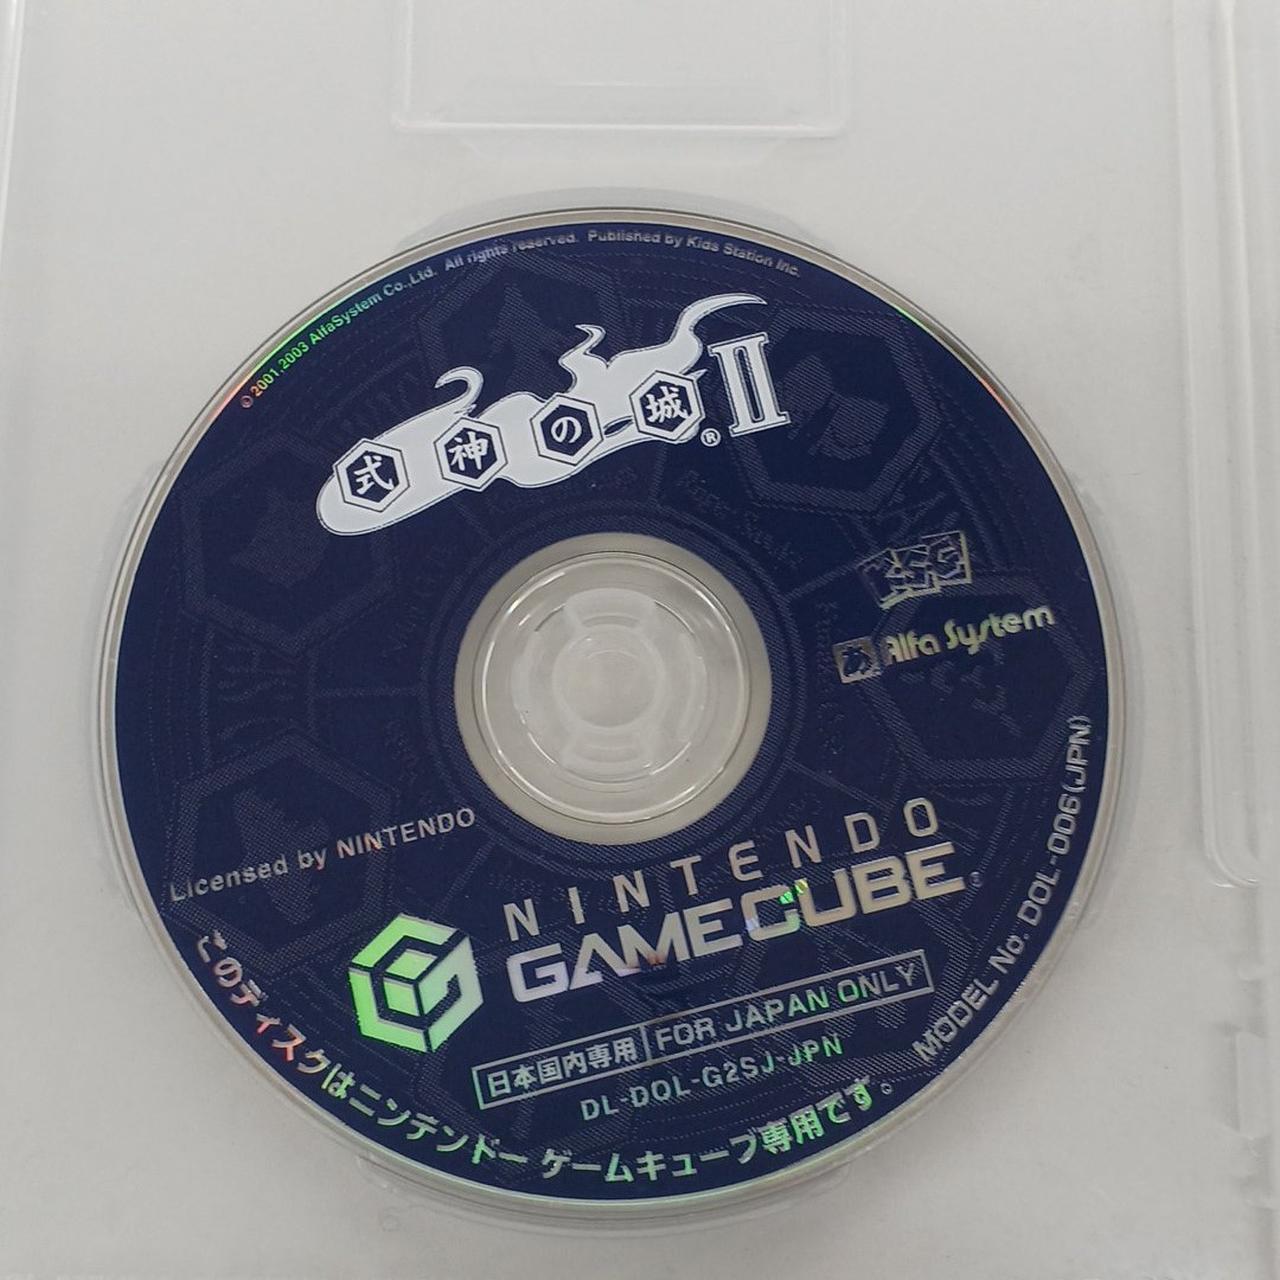 © 2001,2003 AlfaSystem Co.,Ltd. All rights reserved. Published by Kids Station Inc.
式神の城® II
KSG
あ Alfa System
Licensed by NINTENDO
NINTENDO
GAMECUBE®
日本国内専用 FOR JAPAN ONLY
DL-DOL-G2SJ-JPN
MODEL No. DOL-006(JPN)
このディスクはニンテンドー ゲームキューブ専用です。